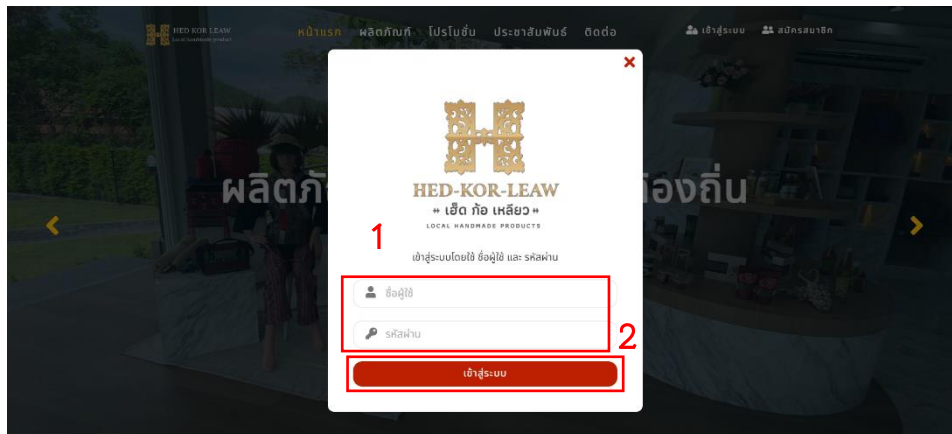 HED KOR LEAW
Local handmade product
หน้าแรก ผลิตภัณฑ์ โปรโมชั่น ประชาสัมพันธ์ ติดต่อ
เข้าสู่ระบบ สมัครสมาชิก
ผลิตภั
องถิ่น
HED-KOR-LEAW
เฮ็ด ก้อ เหลียว
LOCAL HANDMADE PRODUCTS
1
เข้าสู่ระบบโดยใช้ ชื่อผู้ใช้ และ รหัสผ่าน
ชื่อผู้ใช้
รหัสผ่าน
2
เข้าสู่ระบบ